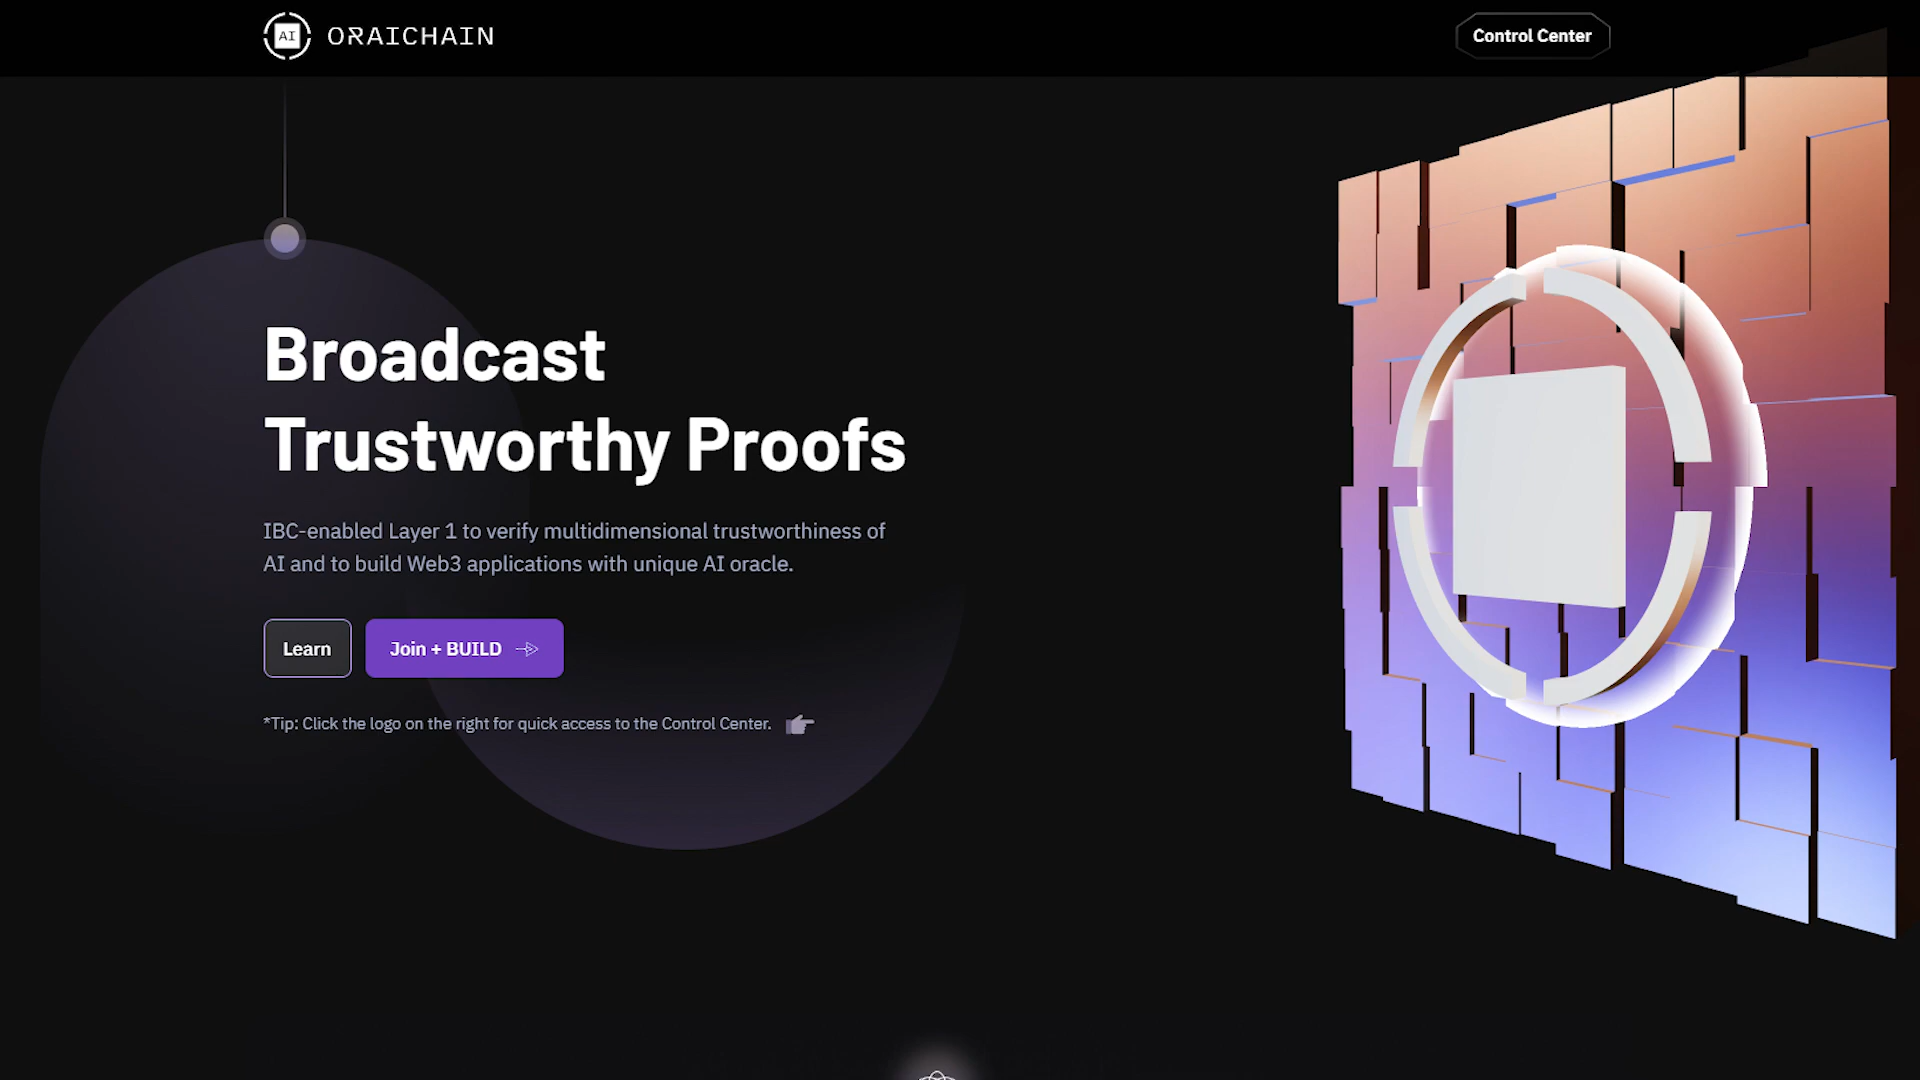 AI
ORAICHAIN
Control Center
Broadcast
Trustworthy Proofs
IBC-enabled Layer 1 to verify multidimensional trustworthiness of
AI and to build Web3 applications with unique AI oracle.
Learn
Join + BUILD
*Tip: Click the logo on the right for quick access to the Control Center.